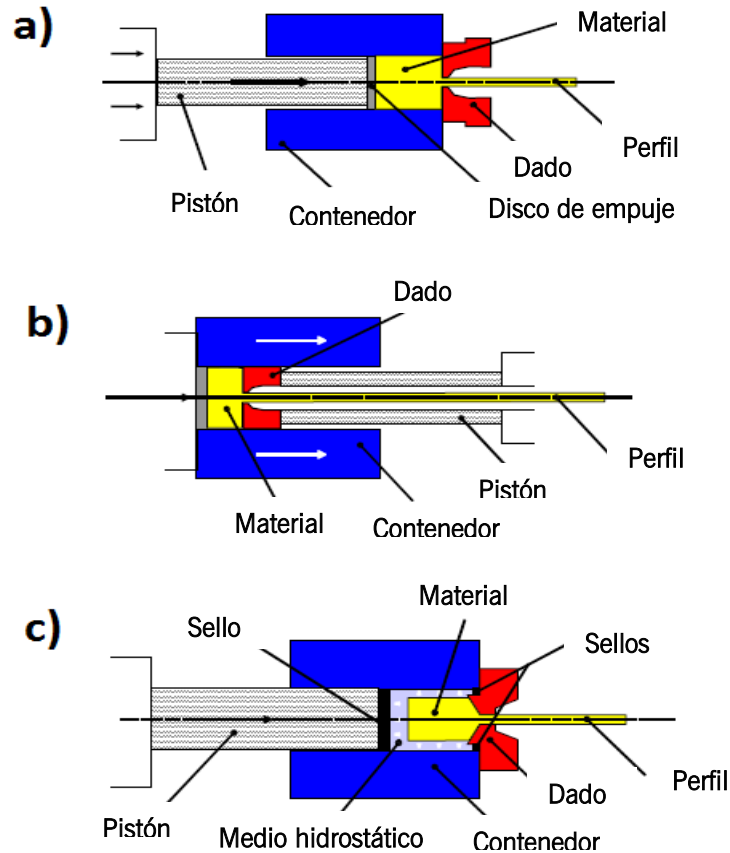 a)
Material
Perfil
Dado
Pistón
Contenedor
Disco de empuje
b)
Dado
Perfil
Pistón
Material
Contenedor
c)
Material
Sello
Sellos
Perfil
Dado
Pistón
Medio hidrostático
Contenedor